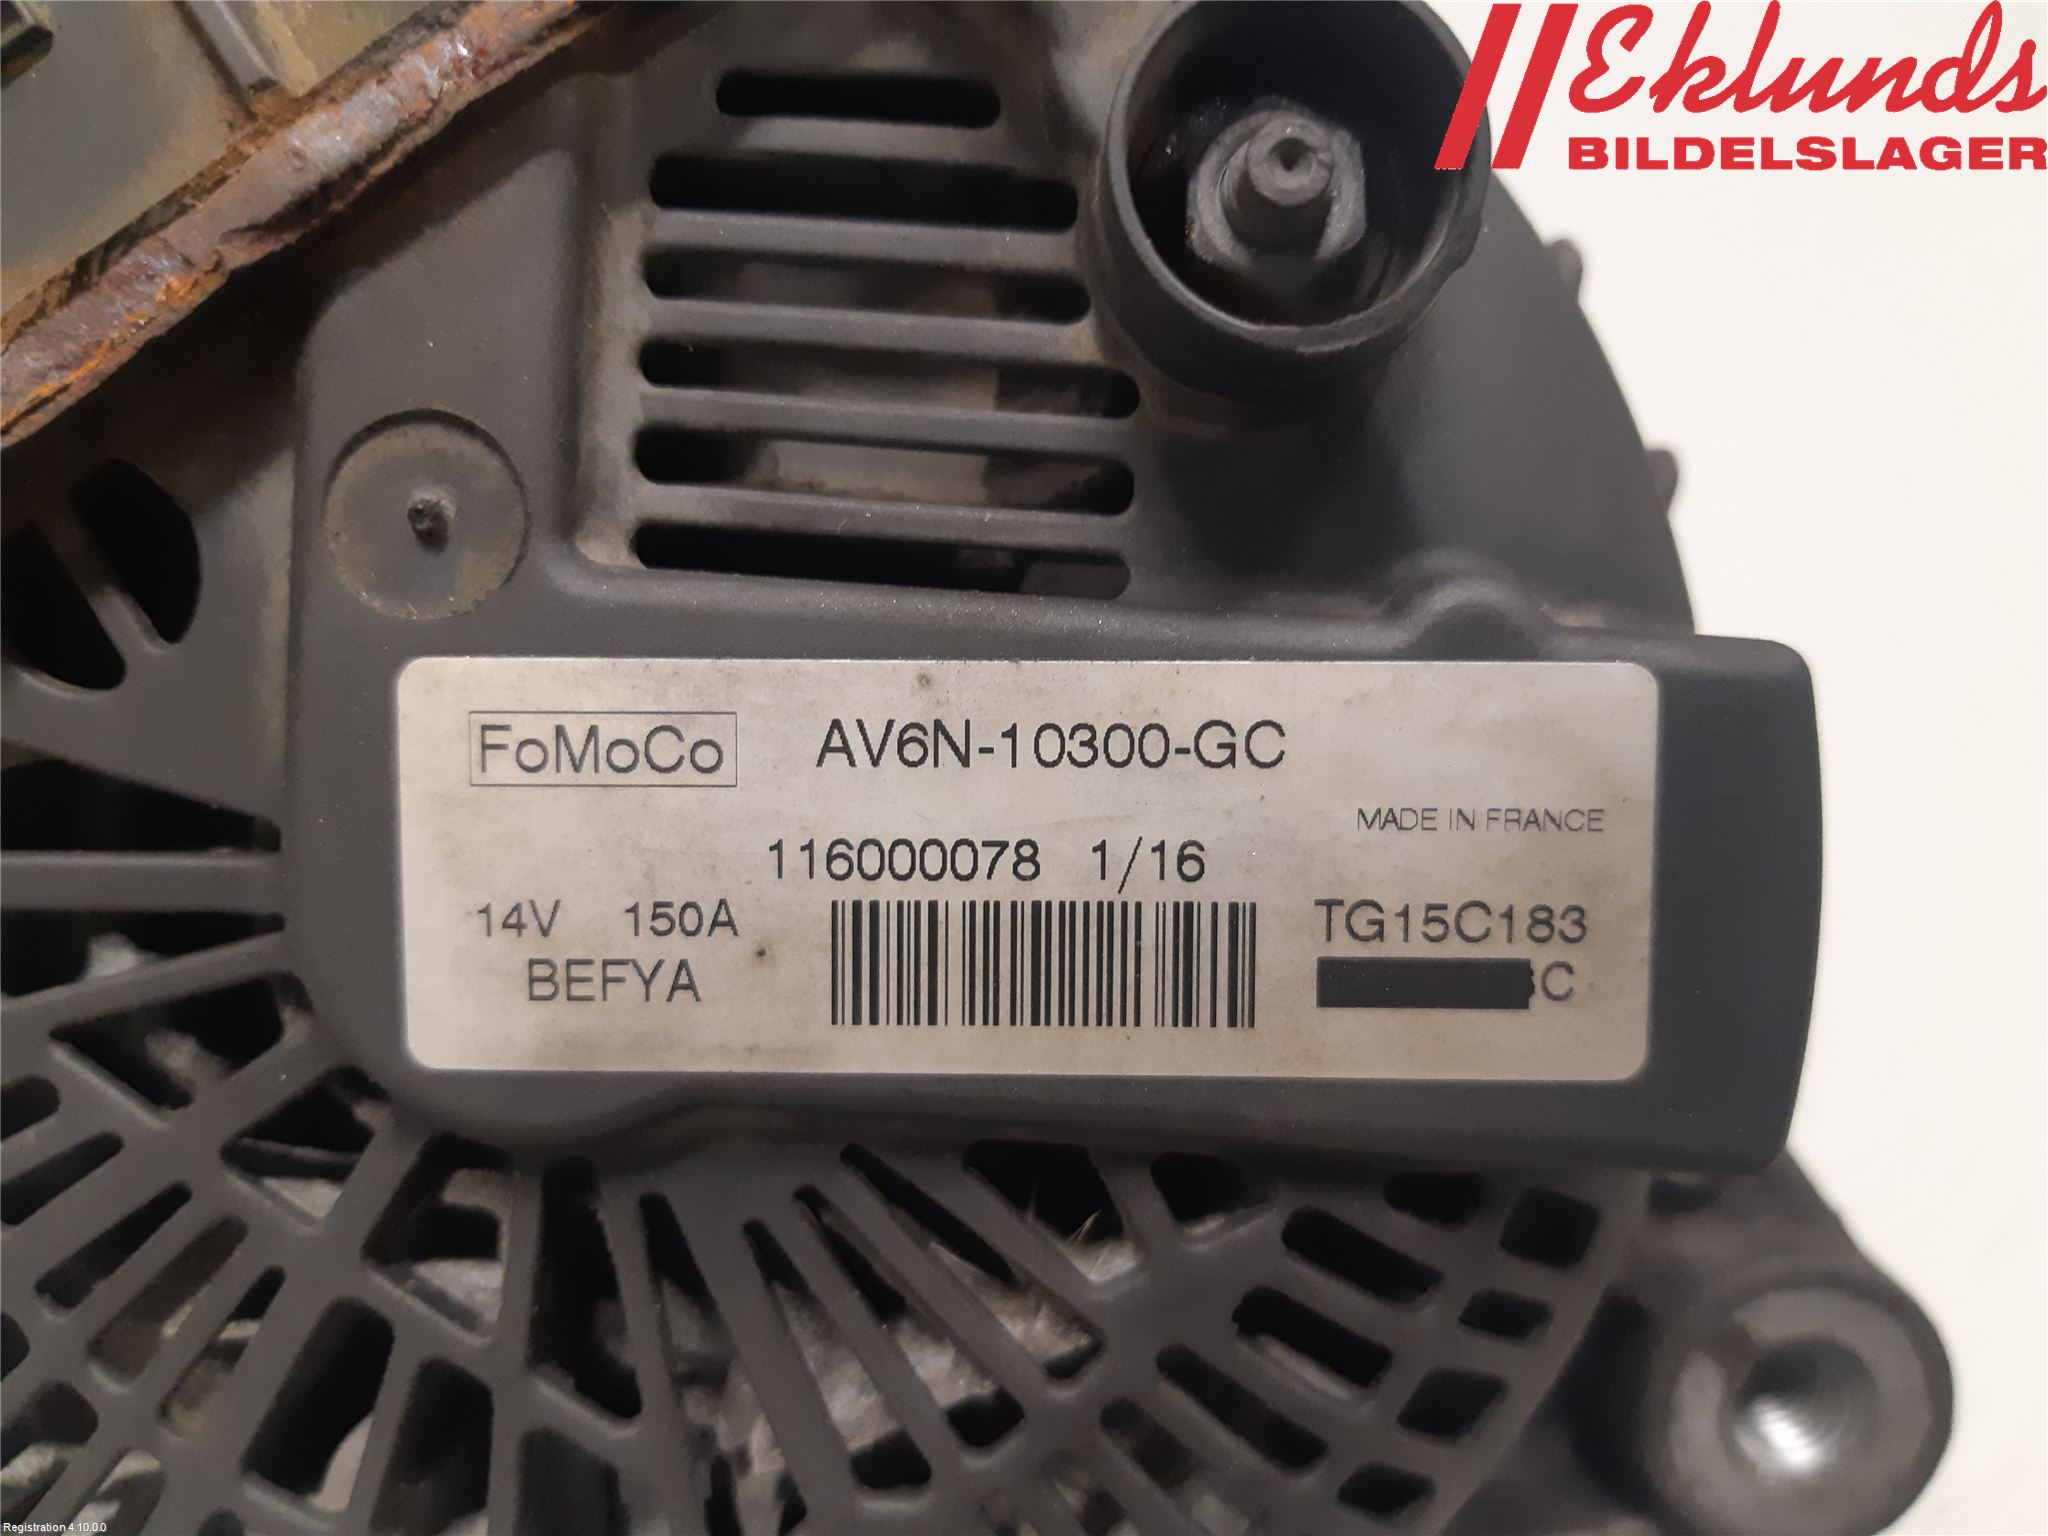 Eklunds
BILDELSLAGER
FoMoCo AV6N-10300-GC
MADE IN FRANCE
116000078 1/16
14V 150A TG15C183
BEFYA C
Registration 4.10.0.0